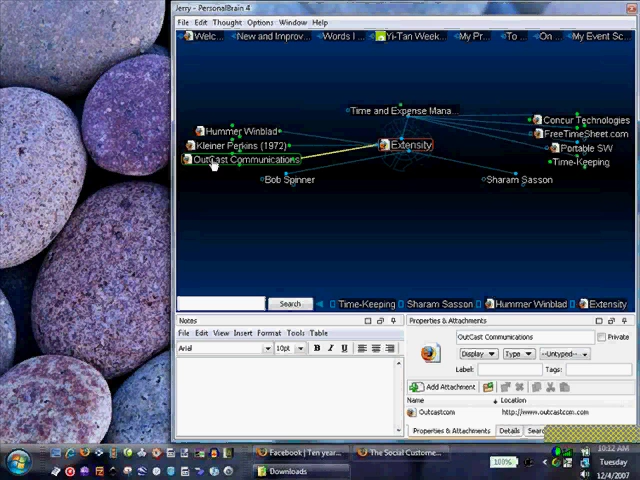 Jerry - PersonalBrain 4
File Edit Thought Options Window Help
Welc... New and Improv... Words I ... Yi-Tan Week... My Pr... To ... On ... My Event Sc...
Time and Expense Mana...
Hummer Winblad
Kleiner Perkins (1972)
OutCast Communications
Extensity
Concur Technologies
FreeTimeSheet.com
Portable SW
Time-Keeping
Bob Spinner
Sharam Sasson
Search
Time-Keeping Sharam Sasson Hummer Winblad Extensity
Notes
File Edit View Insert Format Tools Table
Arial 10pt B I U
Properties & Attachments
OutCast Communications Private
Display Type --Untyped--
Label: Tags:
Add Attachment
Name Location
Outcastcom http://www.outcastcom.com
Properties & Attachments Details Searc
Facebook | Ten year... The Social Custome...
Downloads
100%
10:12 AM
Tuesday
12/4/2007